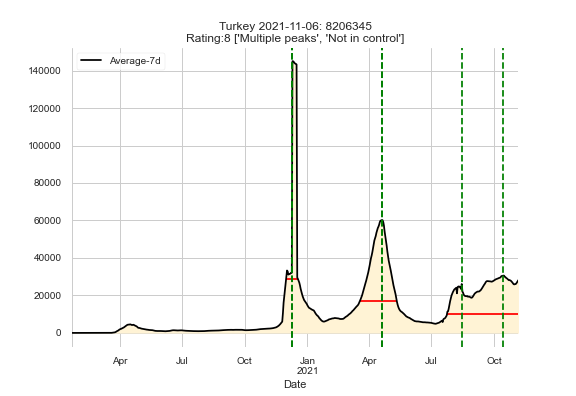 Turkey 2021-11-06: 8206345
Rating:8 ['Multiple peaks', 'Not in control']
Average-7d
140000
120000
100000
80000
60000
40000
20000
0
Apr Jul Oct Jan Apr Jul Oct
2021
Date